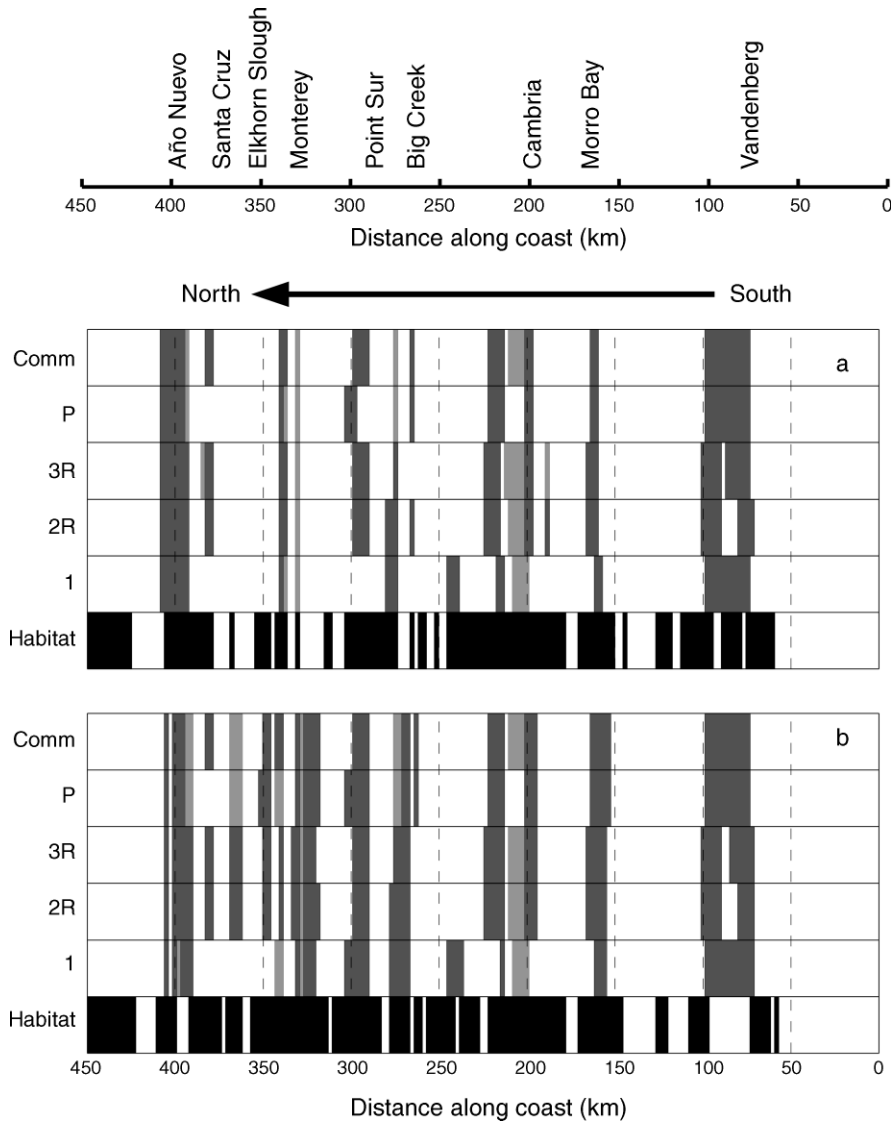 Año Nuevo
Santa Cruz
Elkhorn Slough
Monterey
Point Sur
Big Creek
Cambria
Morro Bay
Vandenberg
450 400 350 300 250 200 150 100 50 0
Distance along coast (km)
North South
Comm a
P
3R
2R
1
Habitat
Comm b
P
3R
2R
1
Habitat
450 400 350 300 250 200 150 100 50 0
Distance along coast (km)